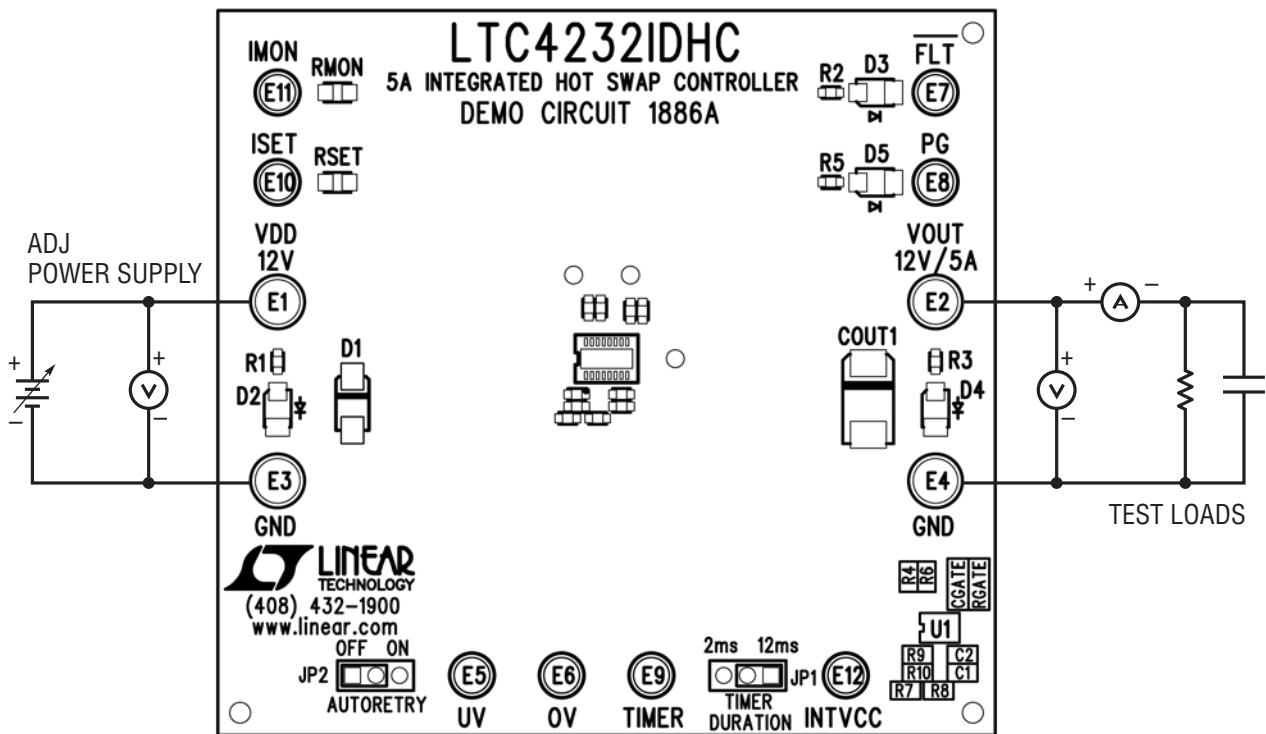 LTC4232IDHC
5A INTEGRATED HOT SWAP CONTROLLER
DEMO CIRCUIT 1886A
IMON
RMON
E11
ISET
RSET
E10
FLT
R2
D3
E7
PG
R5
D5
E8
ADJ
POWER SUPPLY
VDD
12V
E1
VOUT
12V/5A
E2
+
−
A
+
V
−
+
V
−
R1
D1
D2
COUT1
R3
D4
E3
GND
E4
GND
TEST LOADS
LINEAR
TECHNOLOGY
(408) 432-1900
www.linear.com
R4
R6
CGATE
RGATE
U1
R9
C2
R10
C1
R7
R8
OFF ON
JP2
AUTORETRY
E5
UV
E6
OV
E9
TIMER
2ms 12ms
JP1
TIMER
DURATION
E12
INTVCC